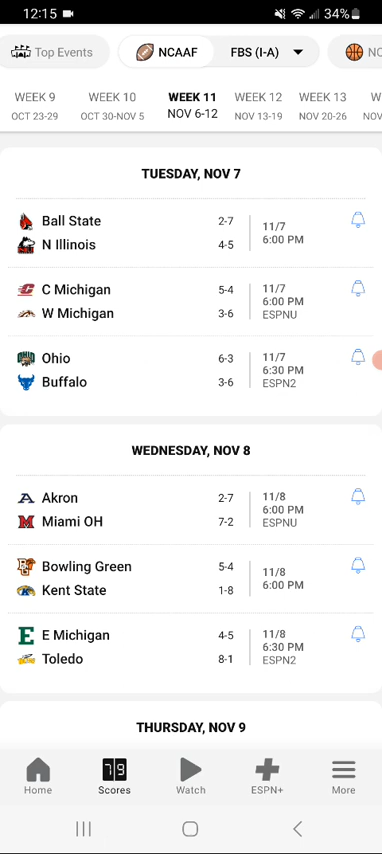 12:15 34%
Top Events NCAAF FBS (I-A) NC
WEEK 9 WEEK 10 WEEK 11 WEEK 12 WEEK 13 W
OCT 23-29 OCT 30-NOV 5 NOV 6-12 NOV 13-19 NOV 20-26 NOV
TUESDAY, NOV 7
Ball State 2-7 11/7
N Illinois 4-5 6:00 PM
C Michigan 5-4 11/7
6:00 PM
W Michigan 3-6 ESPNU
Ohio 6-3 11/7
6:30 PM
Buffalo 3-6 ESPN2
WEDNESDAY, NOV 8
Akron 2-7 11/8
6:00 PM
Miami OH 7-2 ESPNU
Bowling Green 5-4 11/8
Kent State 1-8 6:00 PM
E Michigan 4-5 11/8
6:30 PM
Toledo 8-1 ESPN2
THURSDAY, NOV 9
79
Home Scores Watch ESPN+ More